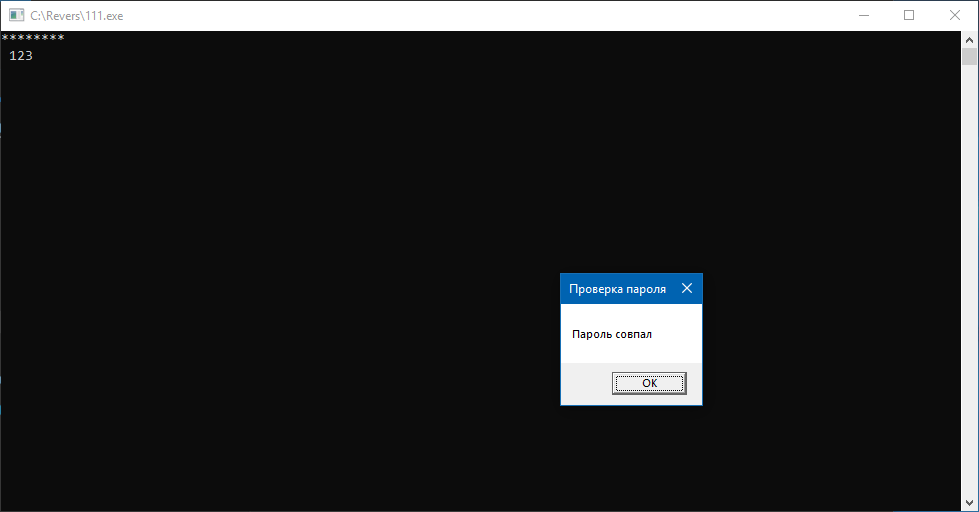 C:\Revers\111.exe
********
123
Проверка пароля
Пароль совпал
OK